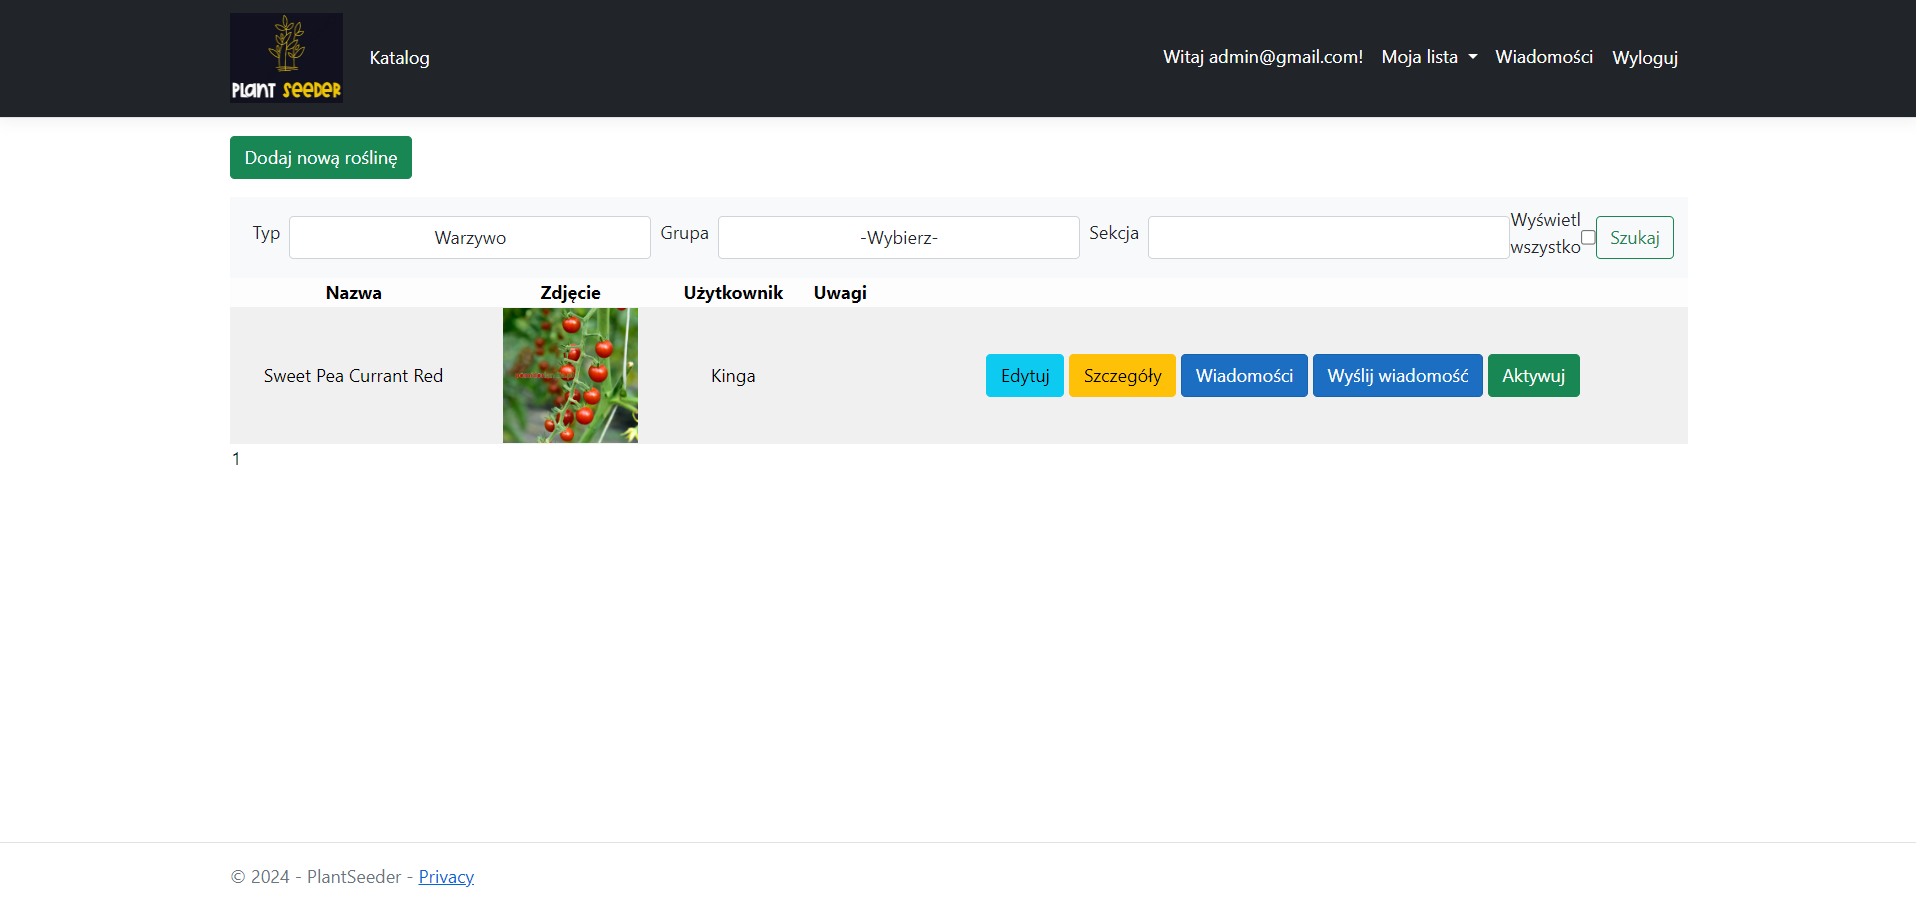 PLANT SEEDER
Katalog
Witaj admin@gmail.com!
Moja lista
Wiadomości
Wyloguj
Dodaj nową roślinę
Typ
Warzywo
Grupa
-Wybierz-
Sekcja
Wyświetl
wszystko
Szukaj
Nazwa
Zdjęcie
Użytkownik
Uwagi
Sweet Pea Currant Red
Kinga
Edytuj
Szczegóły
Wiadomości
Wyślij wiadomość
Aktywuj
1
© 2024 - PlantSeeder - Privacy